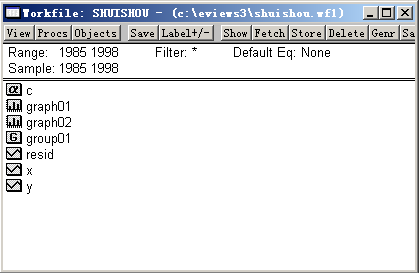 Workfile: SHUISHOU - (c:\eviews3\shuishou.wf1)
View Procs Objects Save Label+/- Show Fetch Store Delete Genr Sa
Range: 1985 1998 Filter: * Default Eq: None
Sample: 1985 1998
α c
graph01
graph02
G group01
resid
x
y